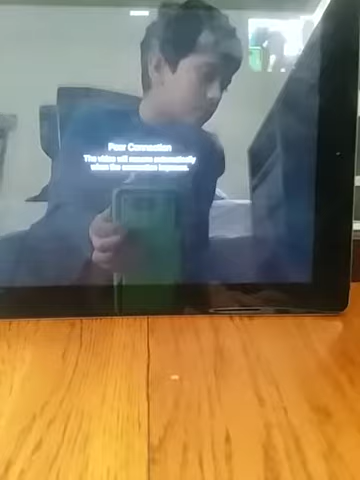 Poor Connection
The video will resume automatically
when the connection improves.